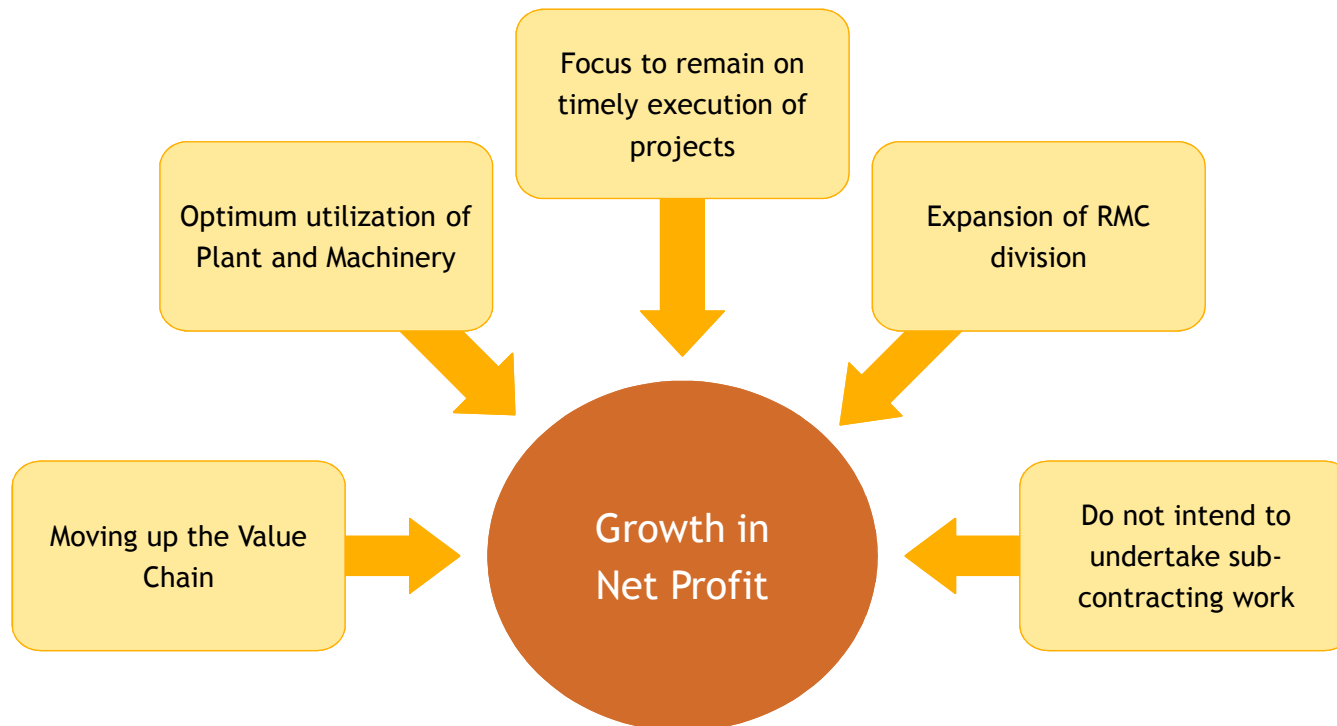 Focus to remain on
timely execution of
projects
Optimum utilization of
Plant and Machinery
Expansion of RMC
division
Moving up the Value
Chain
Growth in
Net Profit
Do not intend to
undertake sub-
contracting work